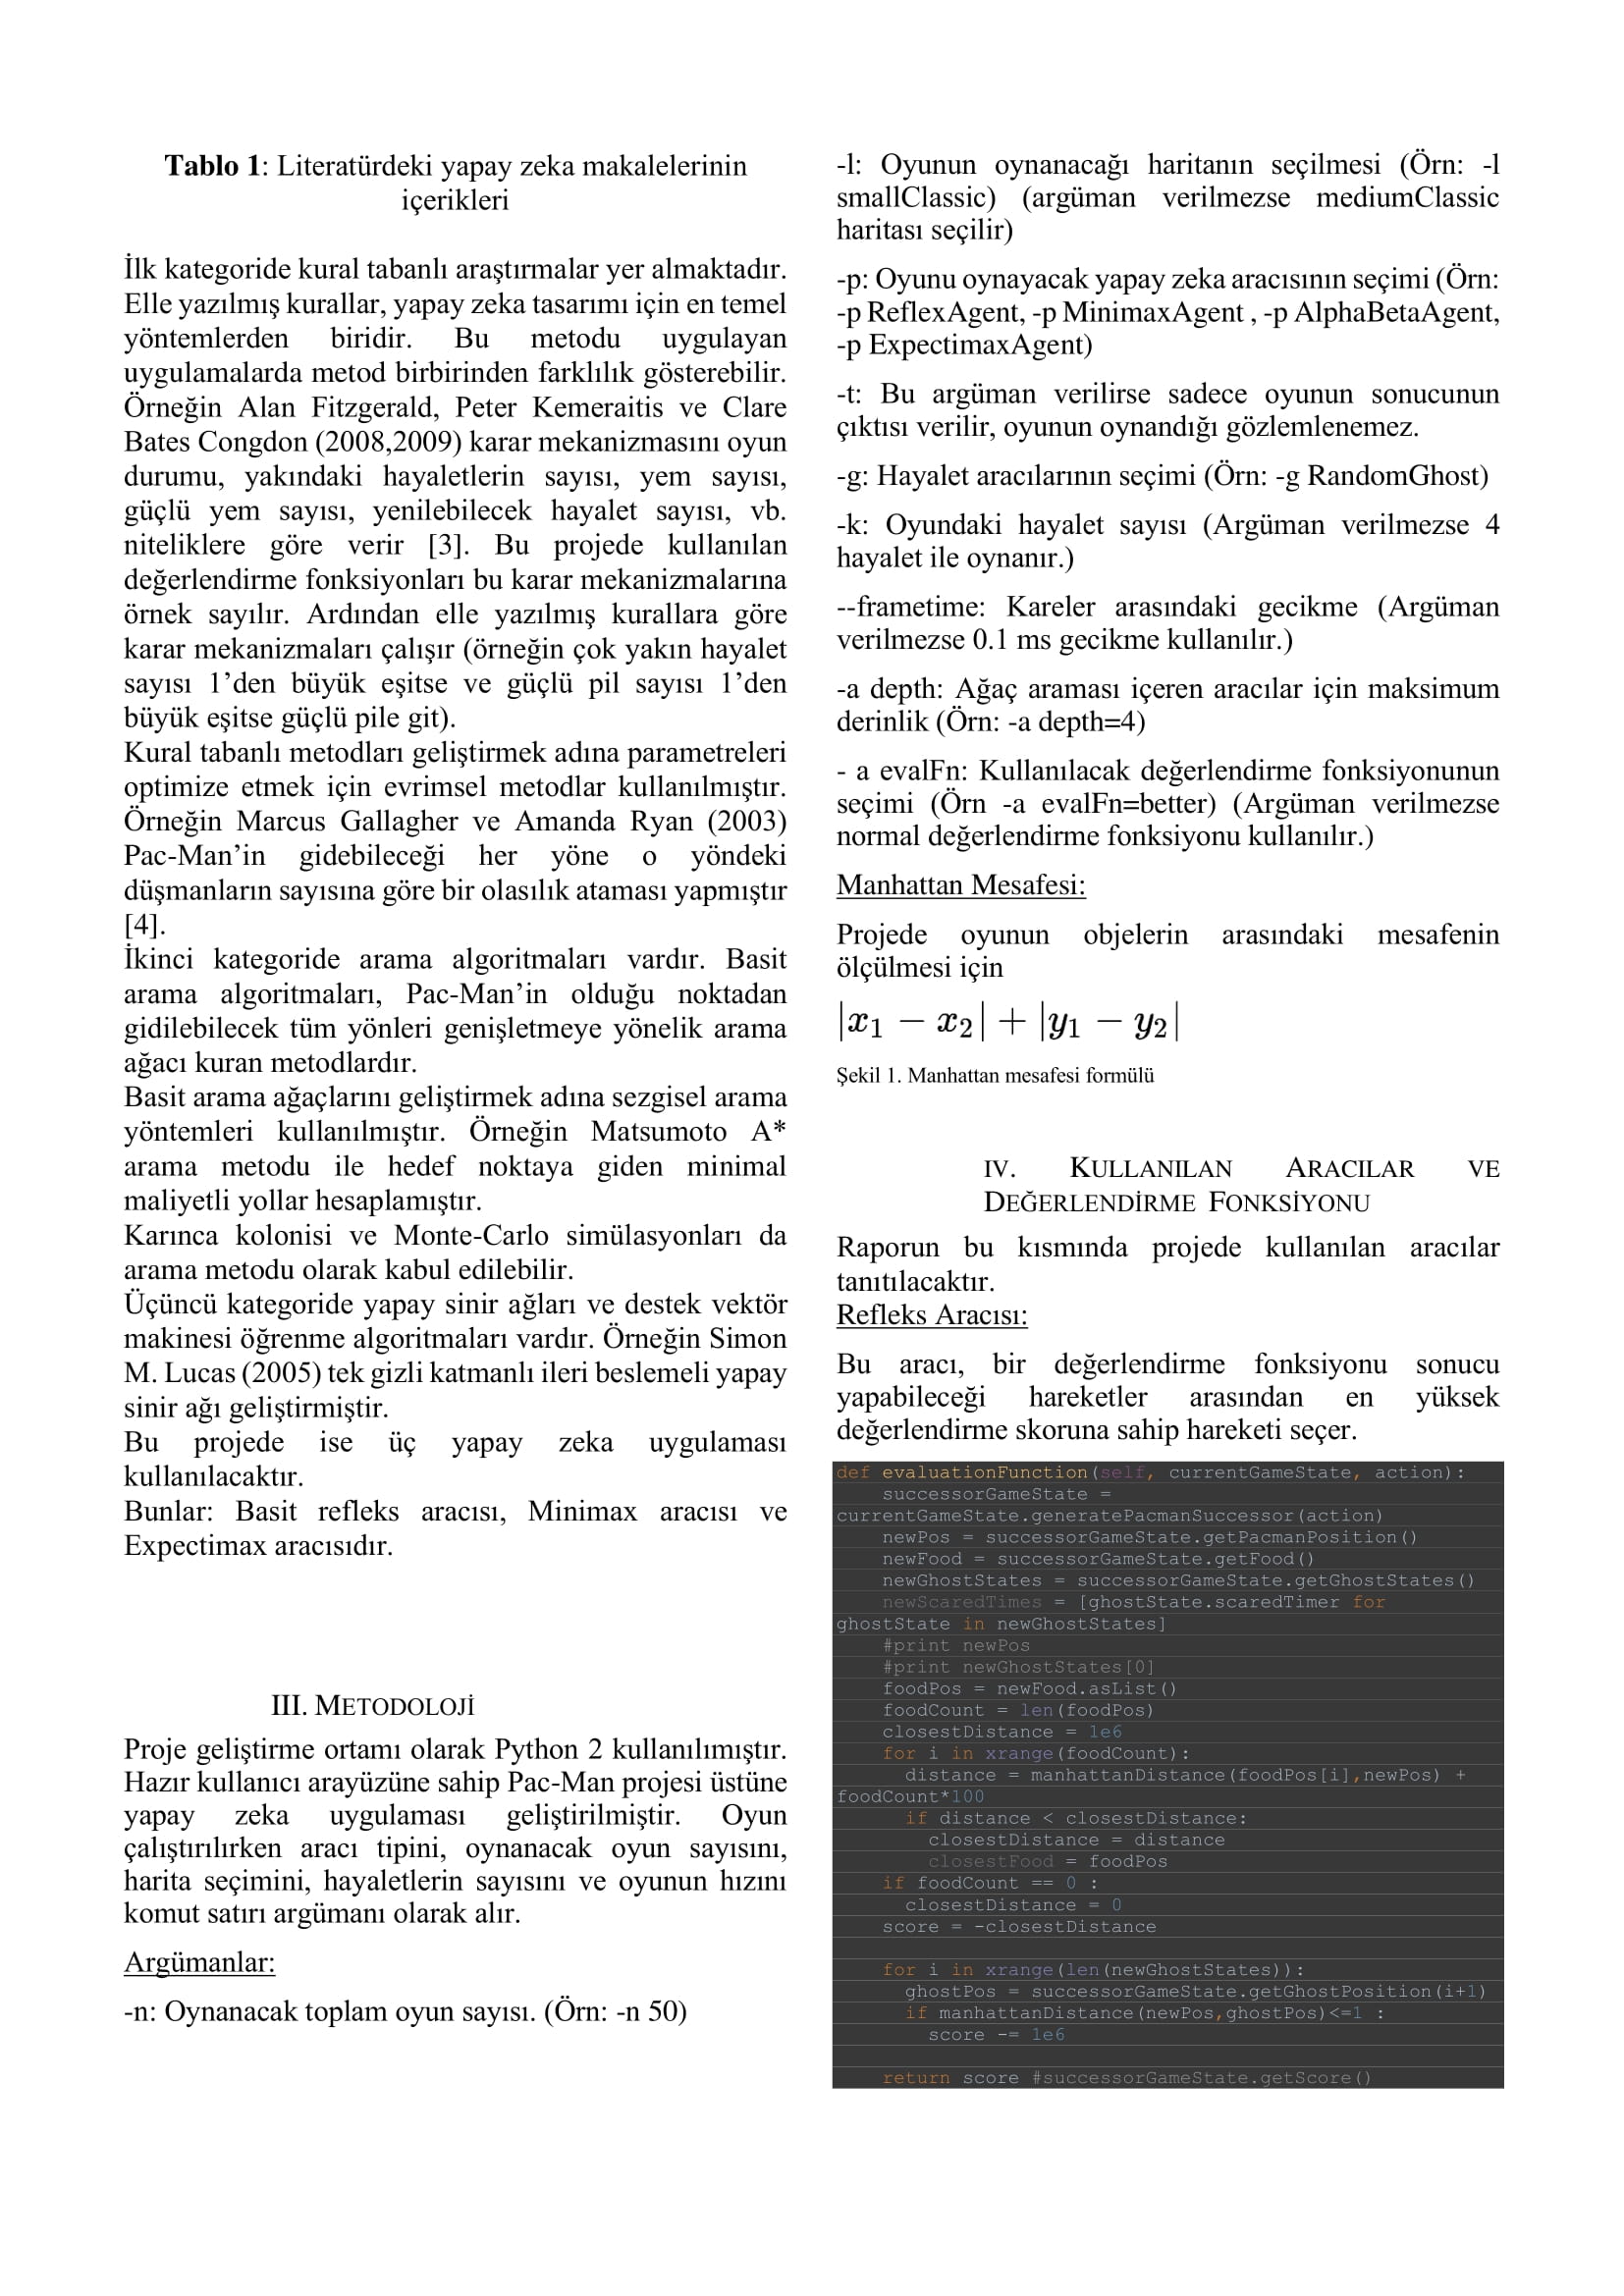 Tablo 1: Literatürdeki yapay zeka makalelerinin
içerikleri
İlk kategoride kural tabanlı araştırmalar yer almaktadır.
Elle yazılmış kurallar, yapay zeka tasarımı için en temel
yöntemlerden biridir. Bu metodu uygulayan
uygulamalarda metod birbirinden farklılık gösterebilir.
Örneğin Alan Fitzgerald, Peter Kemeraitis ve Clare
Bates Congdon (2008,2009) karar mekanizmasını oyun
durumu, yakındaki hayaletlerin sayısı, yem sayısı,
güçlü yem sayısı, yenilebilecek hayalet sayısı, vb.
niteliklere göre verir [3]. Bu projede kullanılan
değerlendirme fonksiyonları bu karar mekanizmalarına
örnek sayılır. Ardından elle yazılmış kurallara göre
karar mekanizmaları çalışır (örneğin çok yakın hayalet
sayısı 1’den büyük eşitse ve güçlü pil sayısı 1’den
büyük eşitse güçlü pile git).
Kural tabanlı metodları geliştirmek adına parametreleri
optimize etmek için evrimsel metodlar kullanılmıştır.
Örneğin Marcus Gallagher ve Amanda Ryan (2003)
Pac-Man’in gidebileceği her yöne o yöndeki
düşmanların sayısına göre bir olasılık ataması yapmıştır
[4].
İkinci kategoride arama algoritmaları vardır. Basit
arama algoritmaları, Pac-Man’in olduğu noktadan
gidilebilecek tüm yönleri genişletmeye yönelik arama
ağacı kuran metodlardır.
Basit arama ağaçlarını geliştirmek adına sezgisel arama
yöntemleri kullanılmıştır. Örneğin Matsumoto A*
arama metodu ile hedef noktaya giden minimal
maliyetli yollar hesaplamıştır.
Karınca kolonisi ve Monte-Carlo simülasyonları da
arama metodu olarak kabul edilebilir.
Üçüncü kategoride yapay sinir ağları ve destek vektör
makinesi öğrenme algoritmaları vardır. Örneğin Simon
M. Lucas (2005) tek gizli katmanlı ileri beslemeli yapay
sinir ağı geliştirmiştir.
Bu projede ise üç yapay zeka uygulaması
kullanılacaktır.
Bunlar: Basit refleks aracısı, Minimax aracısı ve
Expectimax aracısıdır.
III. METODOLOJİ
Proje geliştirme ortamı olarak Python 2 kullanılımıştır.
Hazır kullanıcı arayüzüne sahip Pac-Man projesi üstüne
yapay zeka uygulaması geliştirilmiştir. Oyun
çalıştırılırken aracı tipini, oynanacak oyun sayısını,
harita seçimini, hayaletlerin sayısını ve oyunun hızını
komut satırı argümanı olarak alır.
Argümanlar:
-n: Oynanacak toplam oyun sayısı. (Örn: -n 50)
-l: Oyunun oynanacağı haritanın seçilmesi (Örn: -l
smallClassic) (argüman verilmezse mediumClassic
haritası seçilir)
-p: Oyunu oynayacak yapay zeka aracısının seçimi (Örn:
-p ReflexAgent, -p MinimaxAgent , -p AlphaBetaAgent,
-p ExpectimaxAgent)
-t: Bu argüman verilirse sadece oyunun sonucunun
çıktısı verilir, oyunun oynandığı gözlemlenemez.
-g: Hayalet aracılarının seçimi (Örn: -g RandomGhost)
-k: Oyundaki hayalet sayısı (Argüman verilmezse 4
hayalet ile oynanır.)
--frametime: Kareler arasındaki gecikme (Argüman
verilmezse 0.1 ms gecikme kullanılır.)
-a depth: Ağaç araması içeren aracılar için maksimum
derinlik (Örn: -a depth=4)
- a evalFn: Kullanılacak değerlendirme fonksiyonunun
seçimi (Örn -a evalFn=better) (Argüman verilmezse
normal değerlendirme fonksiyonu kullanılır.)
Manhattan Mesafesi:
Projede oyunun objelerin arasındaki mesafenin
ölçülmesi için
|x₁ − x₂| + |y₁ − y₂|
Şekil 1. Manhattan mesafesi formülü
IV. KULLANILAN ARACILAR VE
DEĞERLENDİRME FONKSİYONU
Raporun bu kısmında projede kullanılan aracılar
tanıtılacaktır.
Refleks Aracısı:
Bu aracı, bir değerlendirme fonksiyonu sonucu
yapabileceği hareketler arasından en yüksek
değerlendirme skoruna sahip hareketi seçer.
def evaluationFunction(self, currentGameState, action):
    successorGameState =
currentGameState.generatePacmanSuccessor(action)
    newPos = successorGameState.getPacmanPosition()
    newFood = successorGameState.getFood()
    newGhostStates = successorGameState.getGhostStates()
    newScaredTimes = [ghostState.scaredTimer for
ghostState in newGhostStates]
    #print newPos
    #print newGhostStates[0]
    foodPos = newFood.asList()
    foodCount = len(foodPos)
    closestDistance = 1e6
    for i in xrange(foodCount):
      distance = manhattanDistance(foodPos[i],newPos) +
foodCount*100
      if distance < closestDistance:
        closestDistance = distance
        closestFood = foodPos
    if foodCount == 0 :
      closestDistance = 0
    score = -closestDistance
    for i in xrange(len(newGhostStates)):
      ghostPos = successorGameState.getGhostPosition(i+1)
      if manhattanDistance(newPos,ghostPos)<=1 :
        score -= 1e6
    return score #successorGameState.getScore()